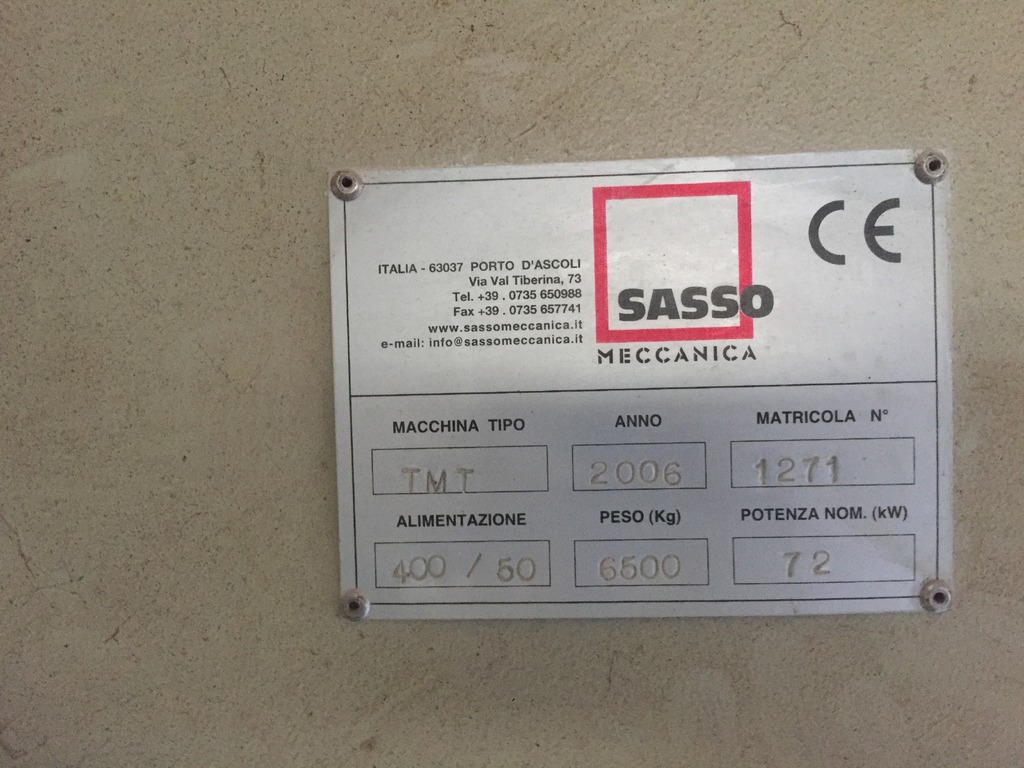 ITALIA - 63037 PORTO D'ASCOLI
Via Val Tiberina, 73
Tel. +39 . 0735 650988
Fax +39 . 0735 657741
www.sassomeccanica.it
e-mail: info@sassomeccanica.it
SASSO
MECCANICA
CE
MACCHINA TIPO ANNO MATRICOLA N°
TMT 2006 1271
ALIMENTAZIONE PESO (Kg) POTENZA NOM. (kW)
400 / 50 6500 72